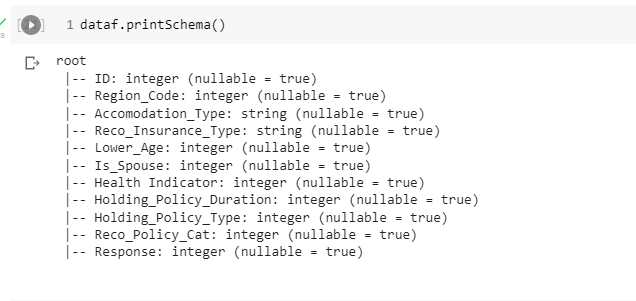 1 dataf.printSchema()
root
|-- ID: integer (nullable = true)
|-- Region_Code: integer (nullable = true)
|-- Accomodation_Type: string (nullable = true)
|-- Reco_Insurance_Type: string (nullable = true)
|-- Lower_Age: integer (nullable = true)
|-- Is_Spouse: integer (nullable = true)
|-- Health Indicator: integer (nullable = true)
|-- Holding_Policy_Duration: integer (nullable = true)
|-- Holding_Policy_Type: integer (nullable = true)
|-- Reco_Policy_Cat: integer (nullable = true)
|-- Response: integer (nullable = true)